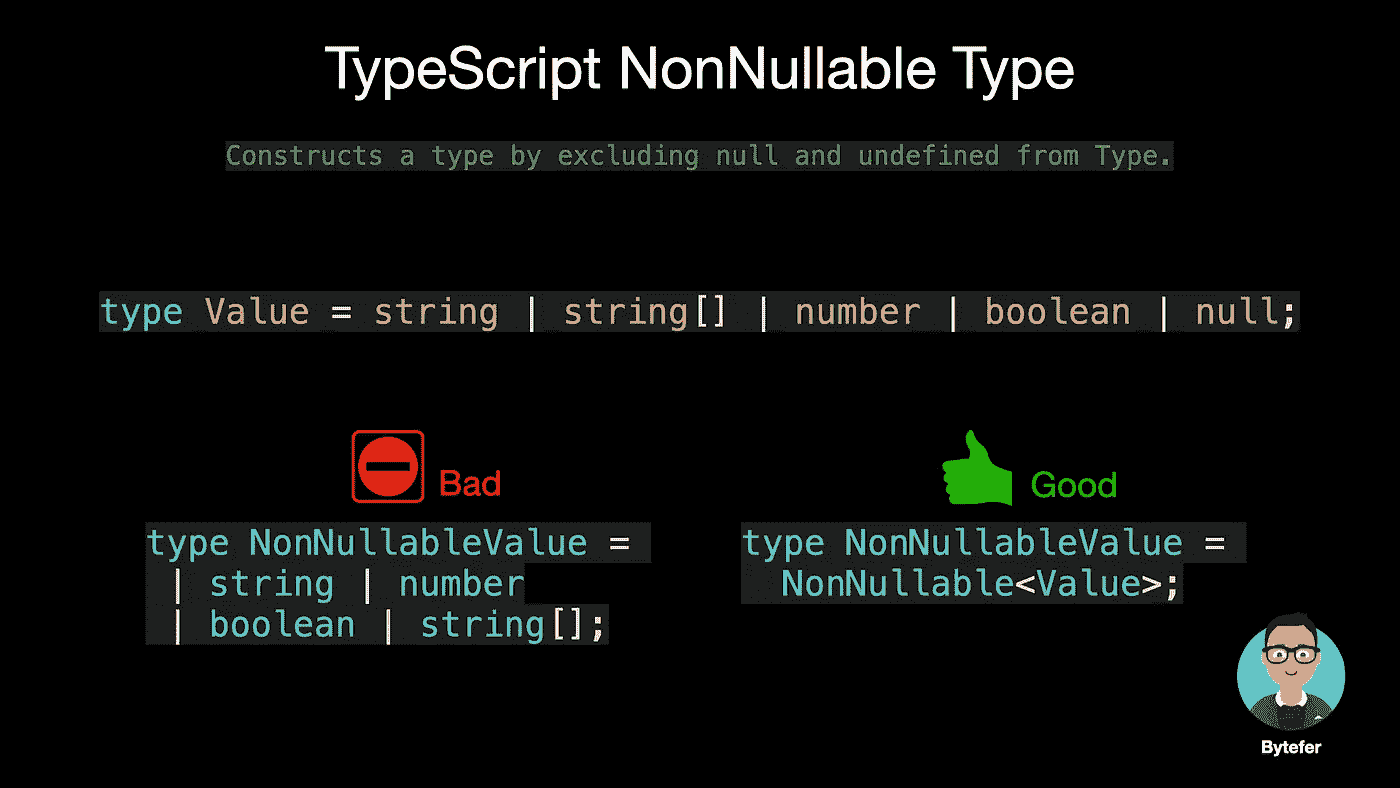 TypeScript NonNullable Type
Constructs a type by excluding null and undefined from Type.
type Value = string | string[] | number | boolean | null;
Bad
type NonNullableValue =
| string | number
| boolean | string[];
Good
type NonNullableValue =
NonNullable<Value>;
Bytefer